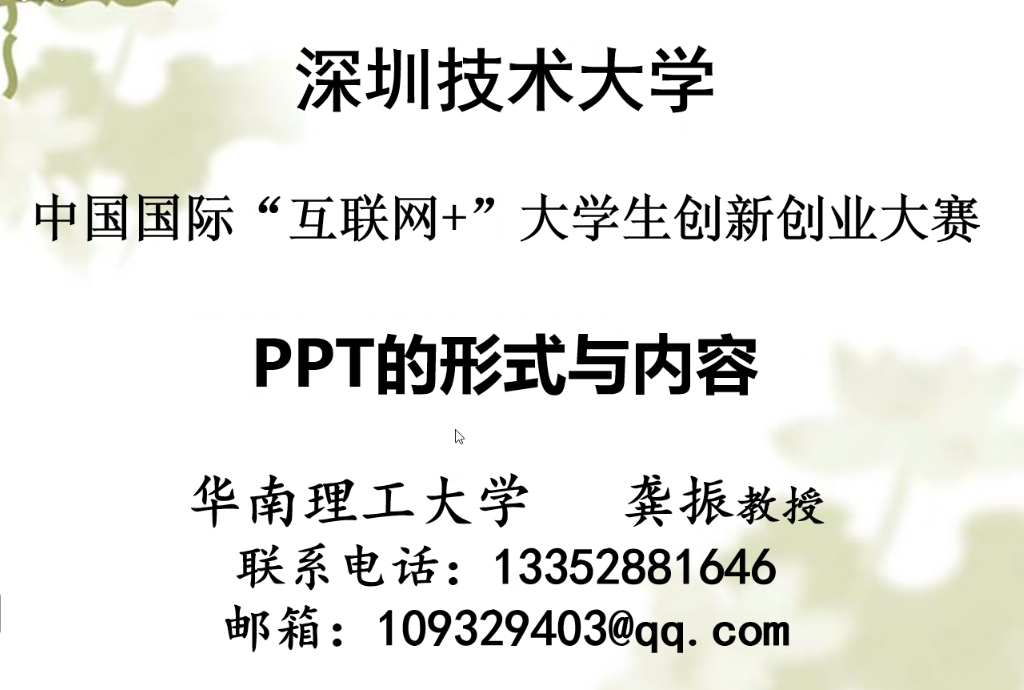 深圳技术大学
中国国际“互联网+”大学生创新创业大赛
PPT的形式与内容
华南理工大学 龚振教授
联系电话：13352881646
邮箱：109329403@qq.com